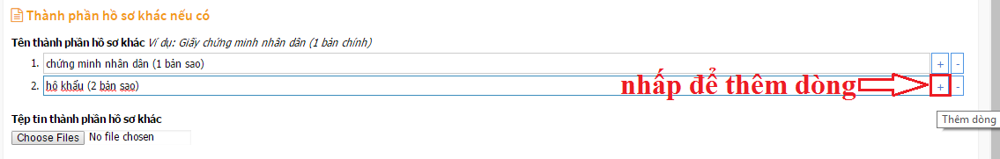 Thành phần hồ sơ khác nếu có
Tên thành phần hồ sơ khác Ví dụ: Giấy chứng minh nhân dân (1 bản chính)
1. chứng minh nhân dân (1 bản sao) + -
2. hộ khẩu (2 bản sao) nhấp để thêm dòng + -
Thêm dòng
Tệp tin thành phần hồ sơ khác
Choose Files No file chosen